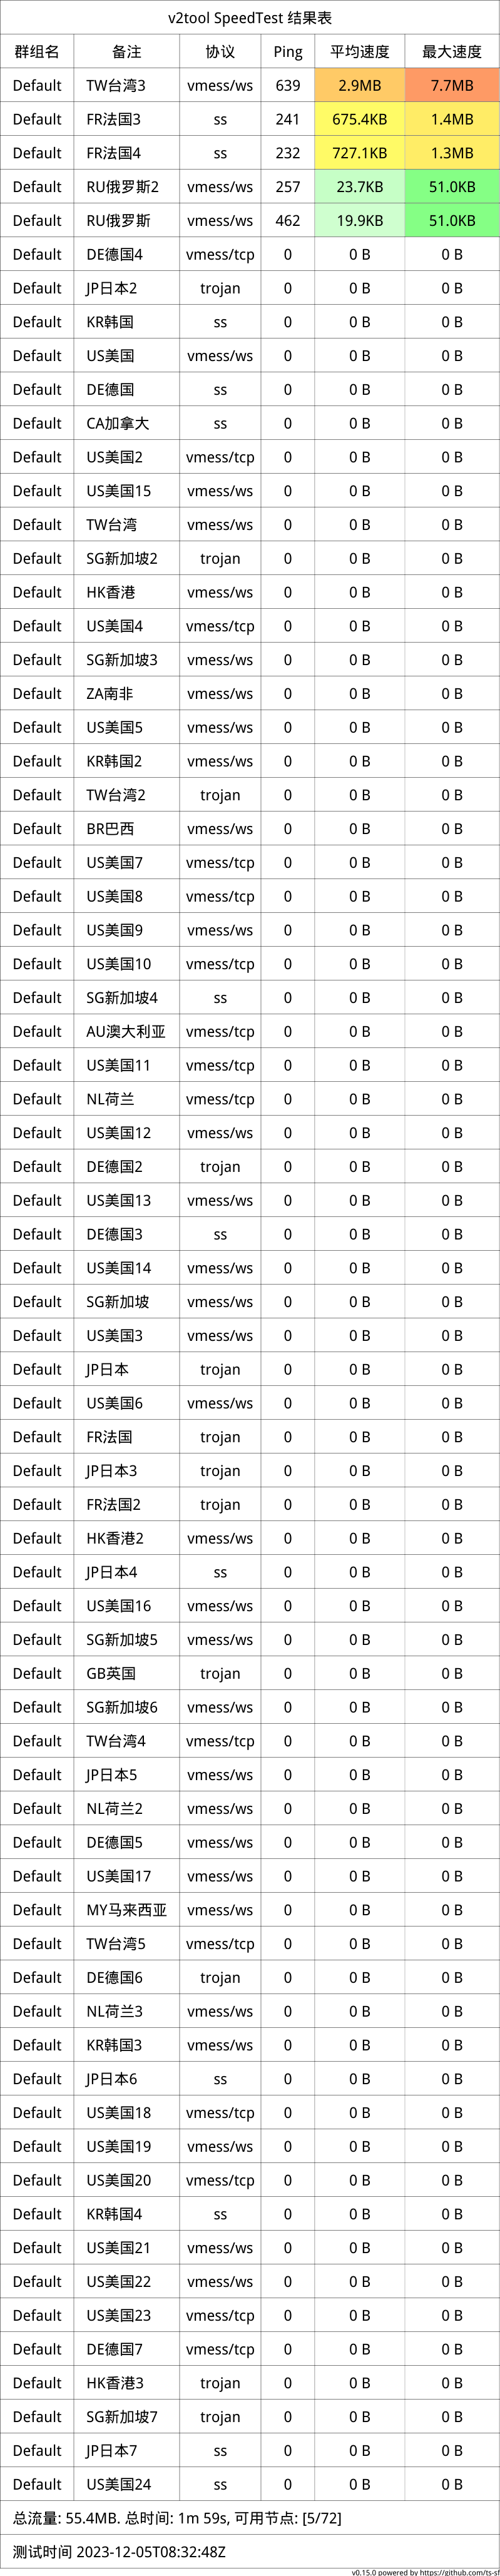 v2tool SpeedTest 结果表
群组名 备注 协议 Ping 平均速度 最大速度
Default TW台湾3 vmess/ws 639 2.9MB 7.7MB
Default FR法国3 ss 241 675.4KB 1.4MB
Default FR法国4 ss 232 727.1KB 1.3MB
Default RU俄罗斯2 vmess/ws 257 23.7KB 51.0KB
Default RU俄罗斯 vmess/ws 462 19.9KB 51.0KB
Default DE德国4 vmess/tcp 0 0 B 0 B
Default JP日本2 trojan 0 0 B 0 B
Default KR韩国 ss 0 0 B 0 B
Default US美国 vmess/ws 0 0 B 0 B
Default DE德国 ss 0 0 B 0 B
Default CA加拿大 ss 0 0 B 0 B
Default US美国2 vmess/tcp 0 0 B 0 B
Default US美国15 vmess/ws 0 0 B 0 B
Default TW台湾 vmess/ws 0 0 B 0 B
Default SG新加坡2 trojan 0 0 B 0 B
Default HK香港 vmess/ws 0 0 B 0 B
Default US美国4 vmess/tcp 0 0 B 0 B
Default SG新加坡3 vmess/ws 0 0 B 0 B
Default ZA南非 vmess/ws 0 0 B 0 B
Default US美国5 vmess/ws 0 0 B 0 B
Default KR韩国2 vmess/ws 0 0 B 0 B
Default TW台湾2 trojan 0 0 B 0 B
Default BR巴西 vmess/ws 0 0 B 0 B
Default US美国7 vmess/tcp 0 0 B 0 B
Default US美国8 vmess/tcp 0 0 B 0 B
Default US美国9 vmess/ws 0 0 B 0 B
Default US美国10 vmess/tcp 0 0 B 0 B
Default SG新加坡4 ss 0 0 B 0 B
Default AU澳大利亚 vmess/tcp 0 0 B 0 B
Default US美国11 vmess/tcp 0 0 B 0 B
Default NL荷兰 vmess/tcp 0 0 B 0 B
Default US美国12 vmess/ws 0 0 B 0 B
Default DE德国2 trojan 0 0 B 0 B
Default US美国13 vmess/ws 0 0 B 0 B
Default DE德国3 ss 0 0 B 0 B
Default US美国14 vmess/ws 0 0 B 0 B
Default SG新加坡 vmess/ws 0 0 B 0 B
Default US美国3 vmess/ws 0 0 B 0 B
Default JP日本 trojan 0 0 B 0 B
Default US美国6 vmess/ws 0 0 B 0 B
Default FR法国 trojan 0 0 B 0 B
Default JP日本3 trojan 0 0 B 0 B
Default FR法国2 trojan 0 0 B 0 B
Default HK香港2 vmess/ws 0 0 B 0 B
Default JP日本4 ss 0 0 B 0 B
Default US美国16 vmess/ws 0 0 B 0 B
Default SG新加坡5 vmess/ws 0 0 B 0 B
Default GB英国 trojan 0 0 B 0 B
Default SG新加坡6 vmess/ws 0 0 B 0 B
Default TW台湾4 vmess/tcp 0 0 B 0 B
Default JP日本5 vmess/ws 0 0 B 0 B
Default NL荷兰2 vmess/ws 0 0 B 0 B
Default DE德国5 vmess/ws 0 0 B 0 B
Default US美国17 vmess/ws 0 0 B 0 B
Default MY马来西亚 vmess/ws 0 0 B 0 B
Default TW台湾5 vmess/tcp 0 0 B 0 B
Default DE德国6 trojan 0 0 B 0 B
Default NL荷兰3 vmess/ws 0 0 B 0 B
Default KR韩国3 vmess/ws 0 0 B 0 B
Default JP日本6 ss 0 0 B 0 B
Default US美国18 vmess/tcp 0 0 B 0 B
Default US美国19 vmess/ws 0 0 B 0 B
Default US美国20 vmess/tcp 0 0 B 0 B
Default KR韩国4 ss 0 0 B 0 B
Default US美国21 vmess/ws 0 0 B 0 B
Default US美国22 vmess/ws 0 0 B 0 B
Default US美国23 vmess/tcp 0 0 B 0 B
Default DE德国7 vmess/tcp 0 0 B 0 B
Default HK香港3 trojan 0 0 B 0 B
Default SG新加坡7 trojan 0 0 B 0 B
Default JP日本7 ss 0 0 B 0 B
Default US美国24 ss 0 0 B 0 B
总流量: 55.4MB. 总时间: 1m 59s, 可用节点: [5/72]
测试时间 2023-12-05T08:32:48Z
v0.15.0 powered by https://github.com/ts-sf